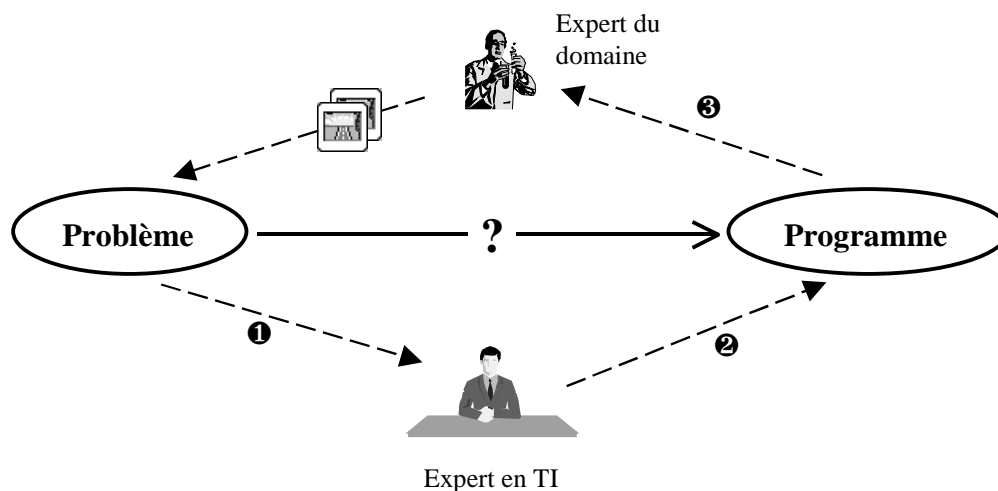 Expert du
domaine
❸
Problème
?
Programme
❶
❷
Expert en TI